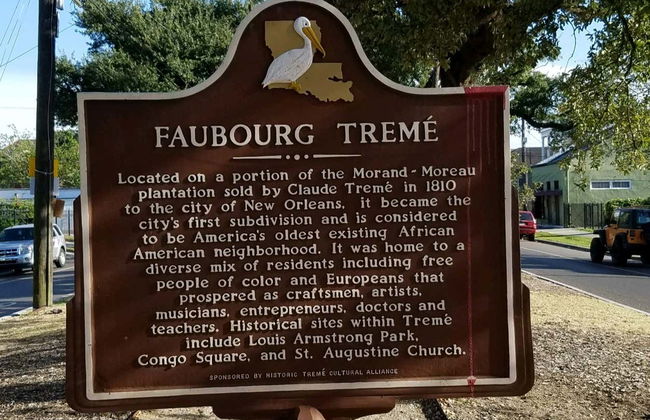 FAUBOURG TREMÉ
Located on a portion of the Morand-Moreau
plantation sold by Claude Tremé in 1810
to the city of New Orleans, it became the
city's first subdivision and is considered
to be America's oldest existing African
American neighborhood. It was home to a
diverse mix of residents including free
people of color and Europeans that
prospered as craftsmen, artists,
musicians, entrepreneurs, doctors and
teachers. Historical sites within Tremé
include Louis Armstrong Park,
Congo Square, and St. Augustine Church.
SPONSORED BY HISTORIC TREMÉ CULTURAL ALLIANCE